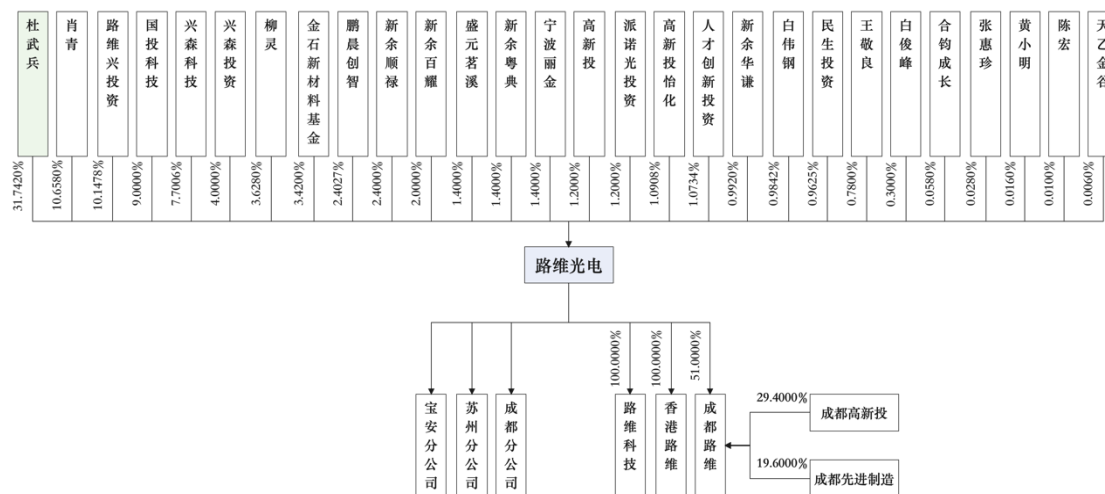 杜武兵
肖青
路维兴投资
国投科技
兴森科技
兴森投资
柳灵
金石新材料基金
鹏晨创智
新余顺禄
新余百耀
盛元茗溪
新余粤典
宁波丽金
高新投
派诺光投资
高新投怡化
人才创新投资
新余华谦
白伟钢
民生投资
王敬良
白俊峰
合钧成长
张惠珍
黄小明
陈宏
天乙金谷
31.7420%
10.6580%
10.1478%
9.0000%
7.7006%
4.0000%
3.6280%
3.4200%
2.4027%
2.4000%
2.0000%
1.4000%
1.4000%
1.4000%
1.2000%
1.2000%
1.0908%
1.0734%
0.9920%
0.9842%
0.9625%
0.7800%
0.3000%
0.0580%
0.0280%
0.0160%
0.0100%
0.0060%
路维光电
100.0000%
100.0000%
51.0000%
宝安分公司
苏州分公司
成都分公司
路维科技
香港路维
成都路维
29.4000%
成都高新投
19.6000%
成都先进制造